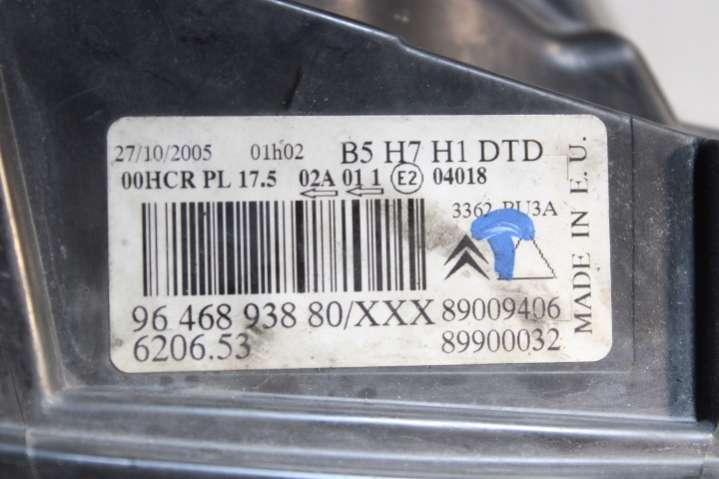 27/10/2005 01h02 B5 H7 H1 DTD
00HCR PL 17.5 02A 01 1 E2 04018
3362
96 468 938 80/XXX 89009406
6206.53 89900032
MADE IN E.U.